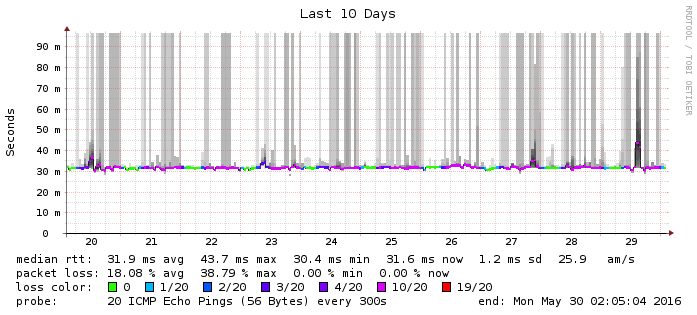 Last 10 Days
RRDTOOL / TOBI OETIKER
Seconds
90 m
80 m
70 m
60 m
50 m
40 m
30 m
20 m
10 m
0
20 21 22 23 24 25 26 27 28 29
median rtt: 31.9 ms avg 43.7 ms max 30.4 ms min 31.6 ms now 1.2 ms sd 25.9 am/s
packet loss: 18.08 % avg 38.79 % max 0.00 % min 0.00 % now
loss color: 0 1/20 2/20 3/20 4/20 10/20 19/20
probe: 20 ICMP Echo Pings (56 Bytes) every 300s end: Mon May 30 02:05:04 2016